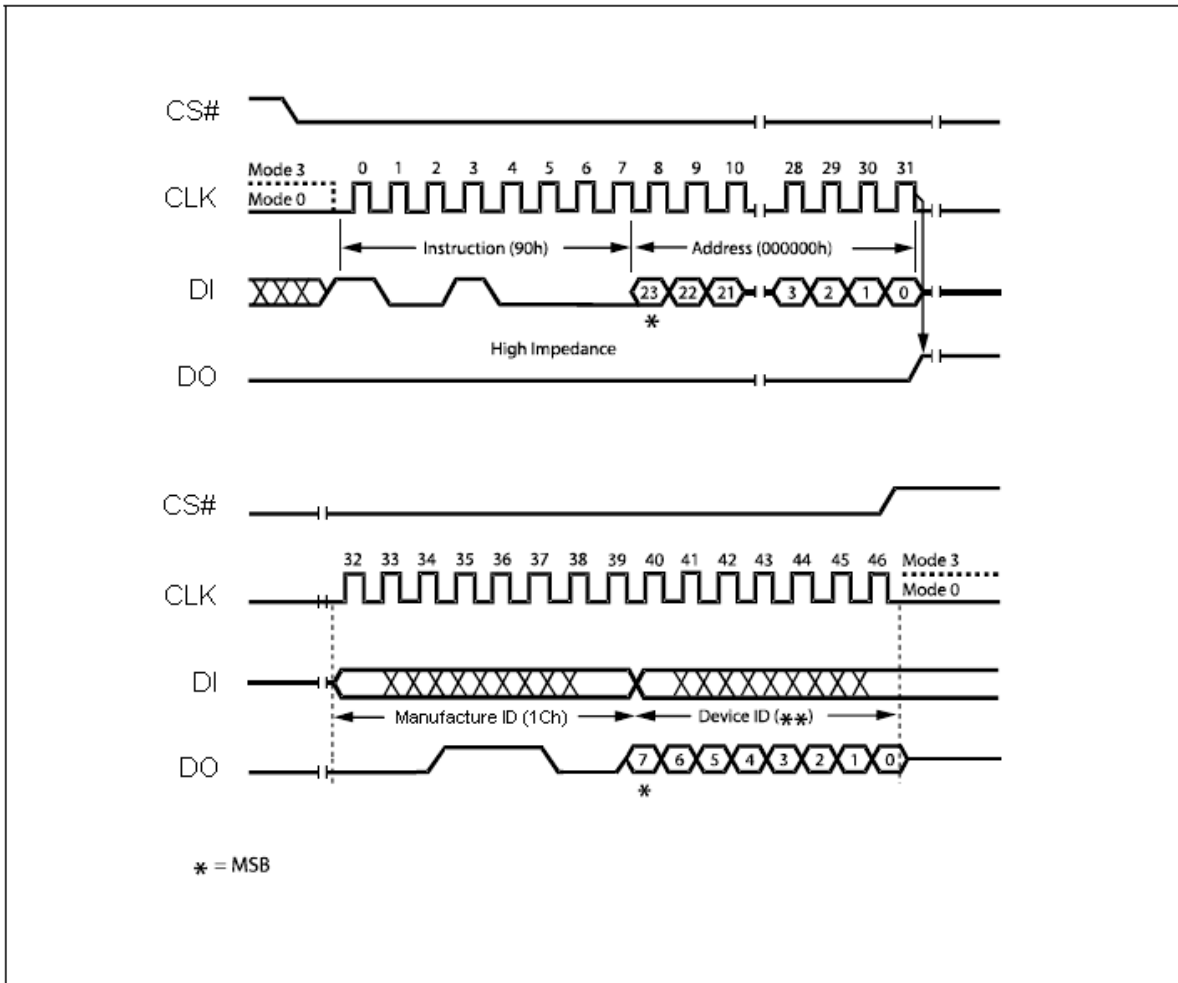 CS#
Mode 3
0 1 2 3 4 5 6 7 8 9 10 28 29 30 31
CLK
Mode 0
Instruction (90h) Address (000000h)
DI
23 22 21 3 2 1 0
*
High Impedance
DO
CS#
32 33 34 35 36 37 38 39 40 41 42 43 44 45 46
Mode 3
CLK
Mode 0
DI
Manufacture ID (1Ch) Device ID (**)
DO
7 6 5 4 3 2 1 0
*
* = MSB